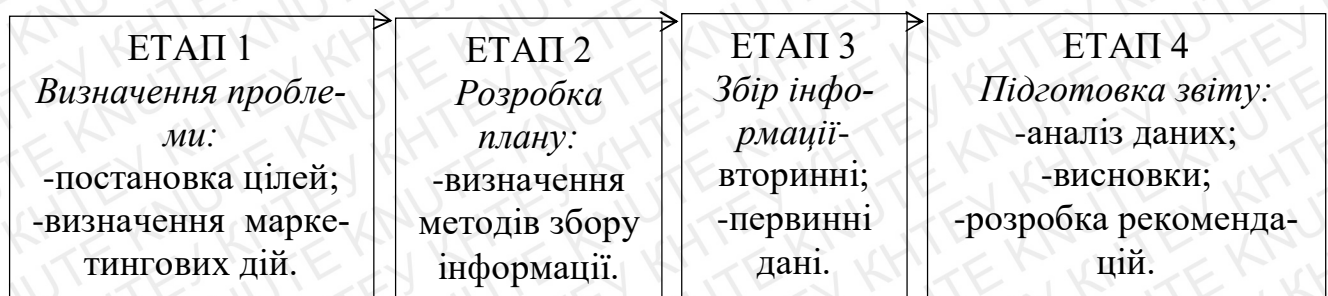 ЕТАП 1
Визначення пробле-
ми:
-постановка цілей;
-визначення марке-
тингових дій.
ЕТАП 2
Розробка
плану:
-визначення
методів збору
інформації.
ЕТАП 3
Збір інфо-
рмації-
вторинні;
-первинні
дані.
ЕТАП 4
Підготовка звіту:
-аналіз даних;
-висновки;
-розробка рекоменда-
цій.